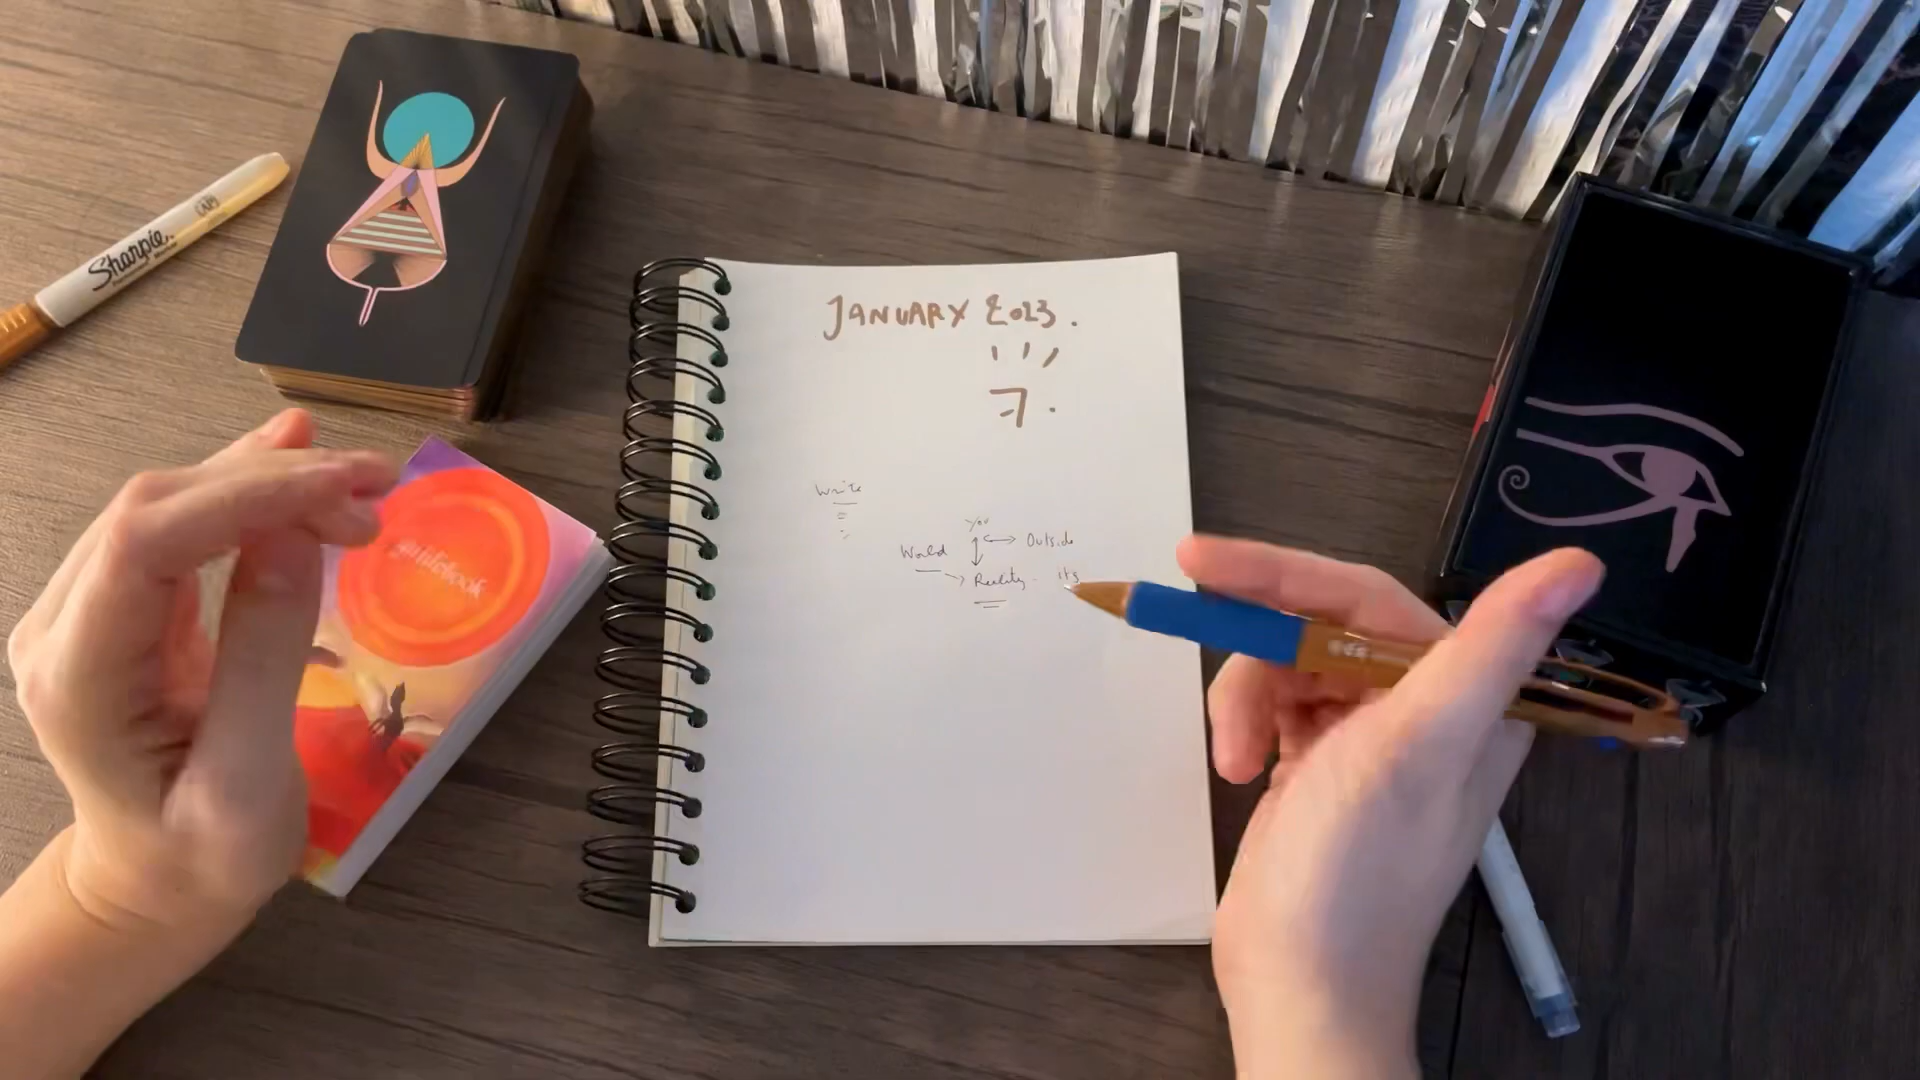 Sharpie.
guidebook
JANUARY 2023.
7.
Write
You
World
Outside
Reality. its